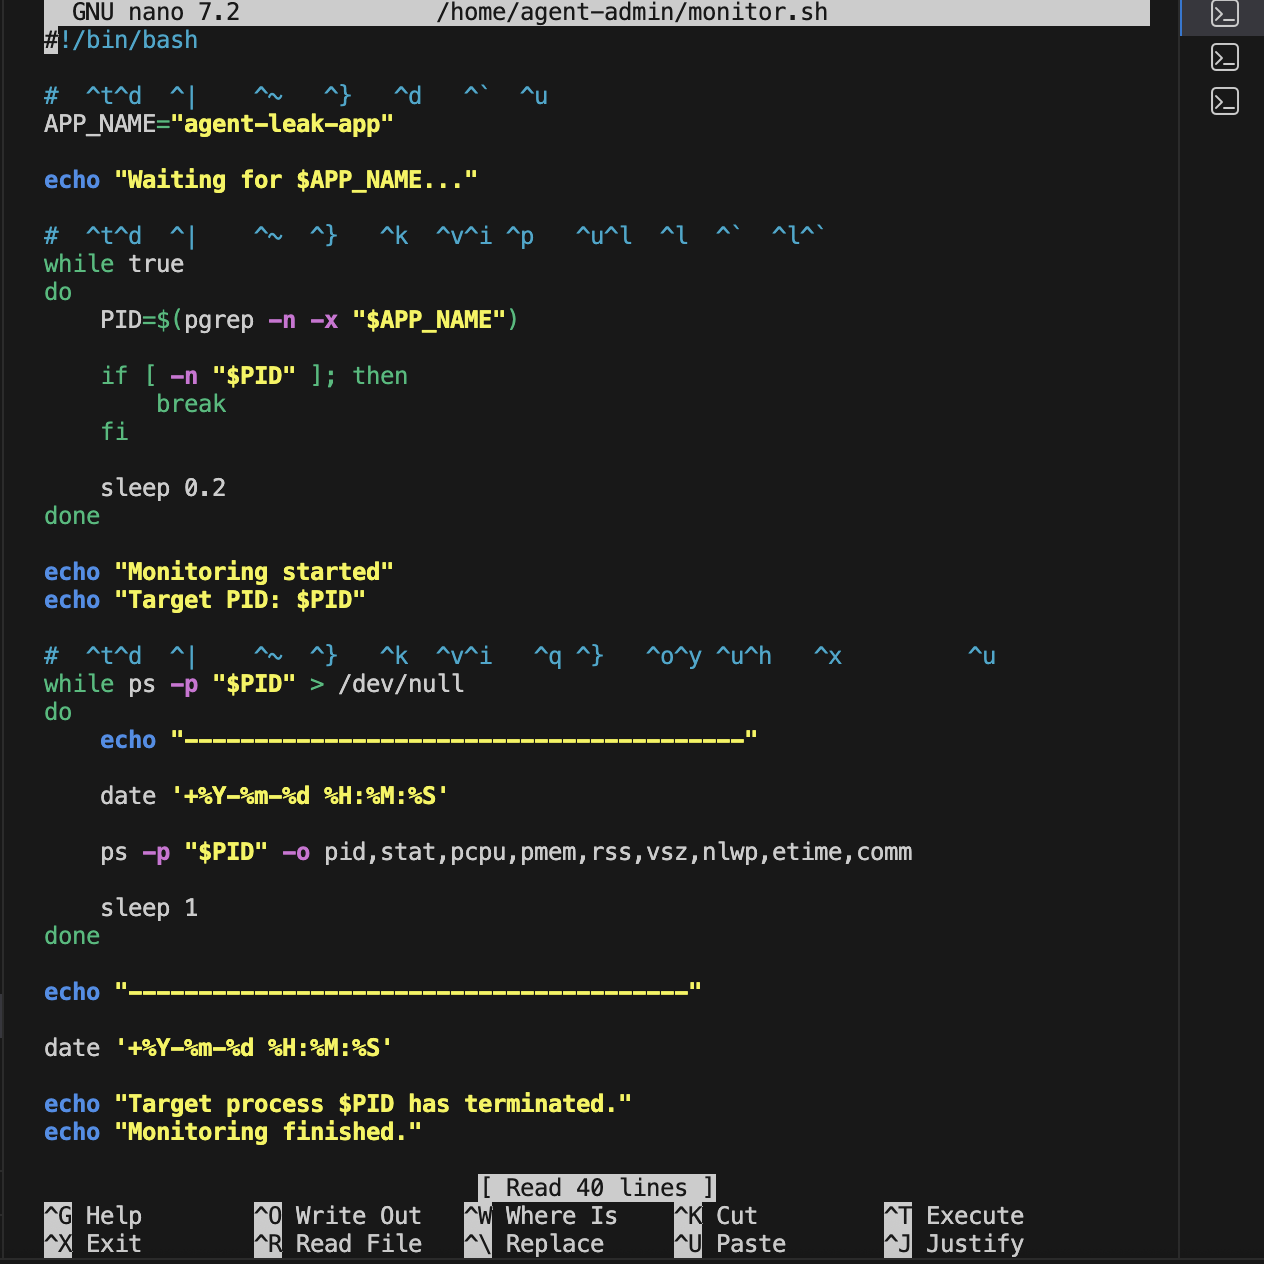 GNU nano 7.2 /home/agent-admin/monitor.sh
#!/bin/bash
# ^t^d ^| ^~ ^} ^d ^` ^u
APP_NAME="agent-leak-app"
echo "Waiting for $APP_NAME..."
# ^t^d ^| ^~ ^} ^k ^v^i ^p ^u^l ^l ^` ^l^`
while true
do
PID=$(pgrep -n -x "$APP_NAME")
if [ -n "$PID" ]; then
break
fi
sleep 0.2
done
echo "Monitoring started"
echo "Target PID: $PID"
# ^t^d ^| ^~ ^} ^k ^v^i ^q ^} ^o^y ^u^h ^x ^u
while ps -p "$PID" > /dev/null
do
echo "----------------------------------------"
date '+%Y-%m-%d %H:%M:%S'
ps -p "$PID" -o pid,stat,pcpu,pmem,rss,vsz,nlwp,etime,comm
sleep 1
done
echo "----------------------------------------"
date '+%Y-%m-%d %H:%M:%S'
echo "Target process $PID has terminated."
echo "Monitoring finished."
[ Read 40 lines ]
^G Help ^O Write Out ^W Where Is ^K Cut ^T Execute
^X Exit ^R Read File ^\ Replace ^U Paste ^J Justify